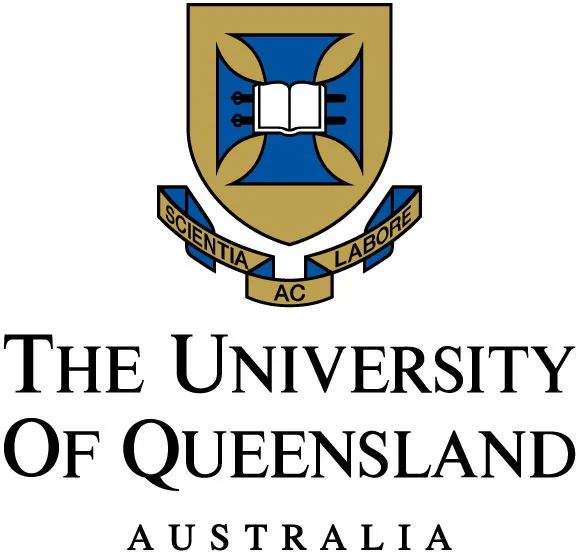 SCIENTIA AC LABORE
THE UNIVERSITY
OF QUEENSLAND
AUSTRALIA